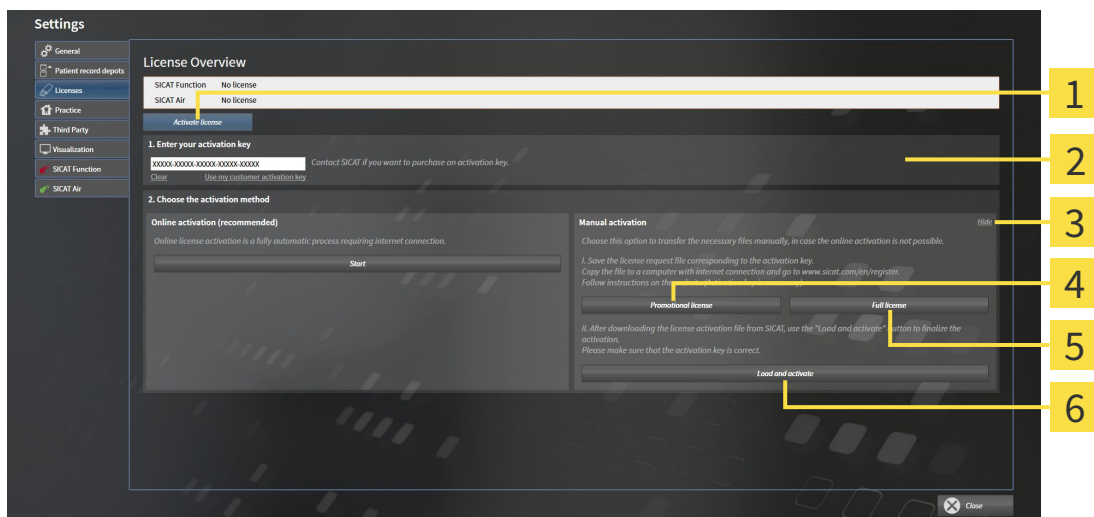 Settings
General
Patient record depots
Licenses
Practice
Third Party
Visualization
SICAT Function
SICAT Air
License Overview
SICAT Function No license
SICAT Air No license
Activate license
1. Enter your activation key
XXXXX-XXXXX-XXXXX-XXXXX-XXXXX Contact SICAT if you want to purchase an activation key.
Clear Use my customer activation key
2. Choose the activation method
Online activation (recommended)
Online license activation is a fully automatic process requiring internet connection.
Start
Manual activation Hide
Choose this option to transfer the necessary files manually, in case the online activation is not possible.
I. Save the license request file corresponding to the activation key.
Copy the file to a computer with internet connection and go to www.sicat.com/en/register.
Follow instructions on the
Promotional license Full license
II. After downloading the license activation file from SICAT, use the "Load and activate" button to finalize the
activation.
Please make sure that the activation key is correct.
Load and activate
Close
1
2
3
4
5
6